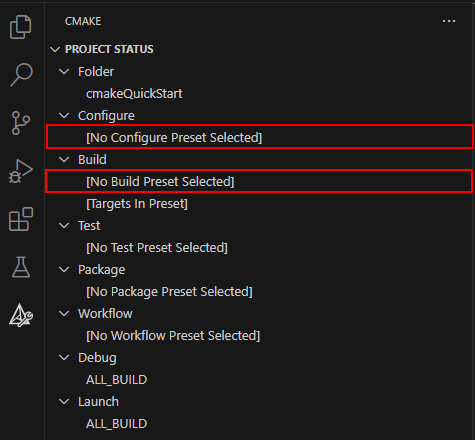 CMAKE
PROJECT STATUS
Folder
cmakeQuickStart
Configure
[No Configure Preset Selected]
Build
[No Build Preset Selected]
[Targets In Preset]
Test
[No Test Preset Selected]
Package
[No Package Preset Selected]
Workflow
[No Workflow Preset Selected]
Debug
ALL_BUILD
Launch
ALL_BUILD